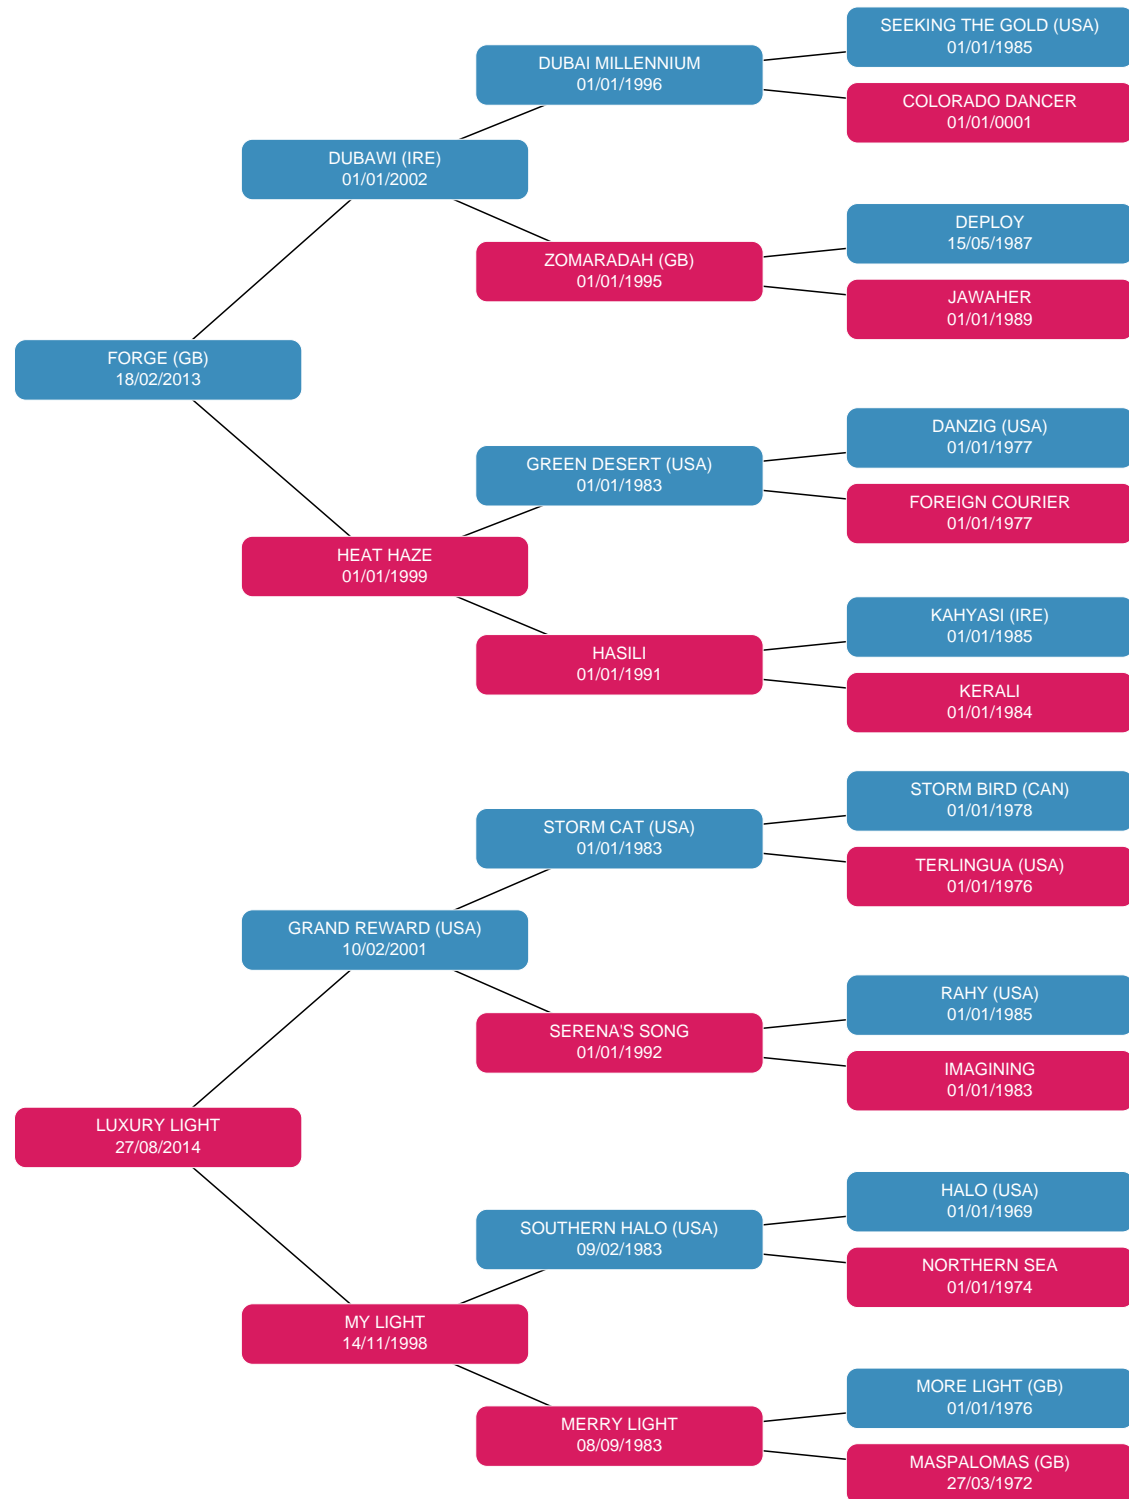 SEEKING THE GOLD (USA)
01/01/1985
DUBAI MILLENNIUM
01/01/1996
COLORADO DANCER
01/01/0001
DUBAWI (IRE)
01/01/2002
DEPLOY
15/05/1987
ZOMARADAH (GB)
01/01/1995
JAWAHER
01/01/1989
FORGE (GB)
18/02/2013
DANZIG (USA)
01/01/1977
GREEN DESERT (USA)
01/01/1983
FOREIGN COURIER
01/01/1977
HEAT HAZE
01/01/1999
KAHYASI (IRE)
01/01/1985
HASILI
01/01/1991
KERALI
01/01/1984
STORM BIRD (CAN)
01/01/1978
STORM CAT (USA)
01/01/1983
TERLINGUA (USA)
01/01/1976
GRAND REWARD (USA)
10/02/2001
RAHY (USA)
01/01/1985
SERENA'S SONG
01/01/1992
IMAGINING
01/01/1983
LUXURY LIGHT
27/08/2014
HALO (USA)
01/01/1969
SOUTHERN HALO (USA)
09/02/1983
NORTHERN SEA
01/01/1974
MY LIGHT
14/11/1998
MORE LIGHT (GB)
01/01/1976
MERRY LIGHT
08/09/1983
MASPALOMAS (GB)
27/03/1972